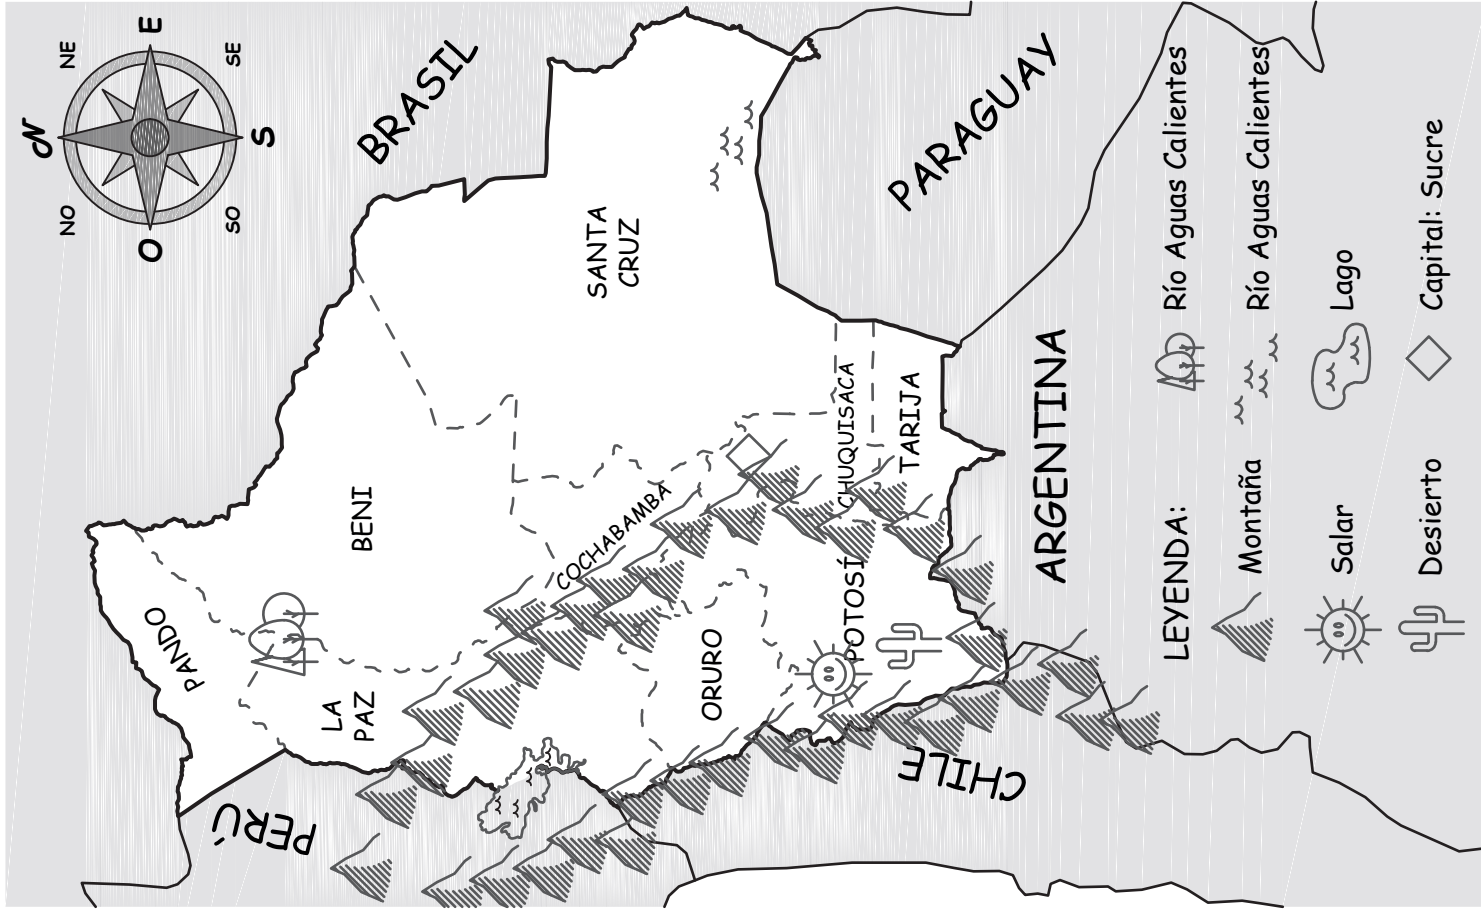 N
NE
E
SE
S
SO
O
NO
BRASIL
PERÚ
PANDO
BENI
LA
PAZ
SANTA
CRUZ
COCHABAMBA
ORURO
CHUQUISACA
POTOSÍ
TARIJA
PARAGUAY
CHILE
ARGENTINA
LEYENDA:
Río Aguas Calientes
Montaña
Río Aguas Calientes
Salar
Lago
Desierto
Capital: Sucre